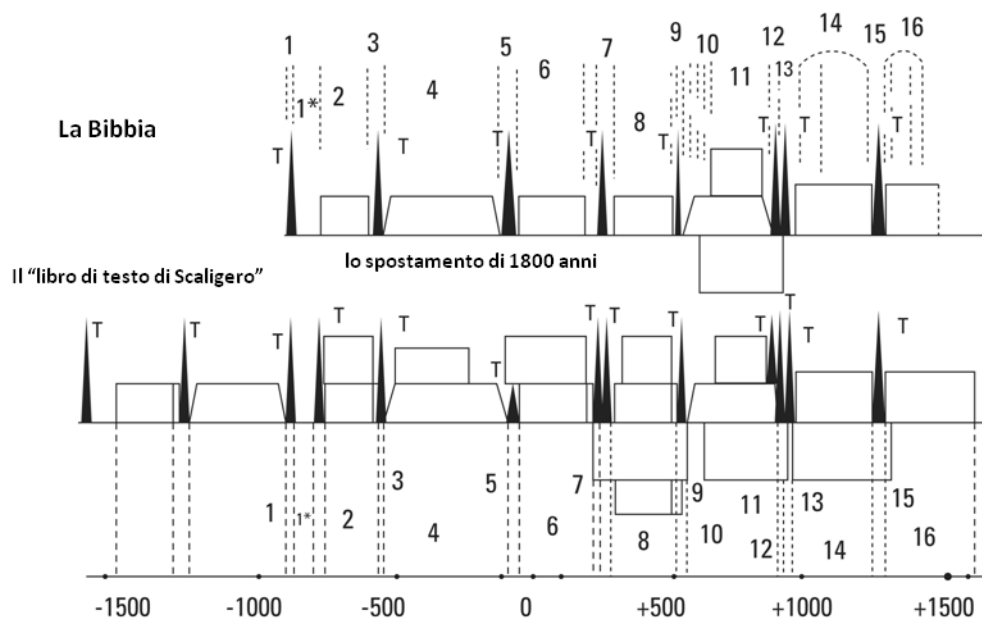 1 3 5 7 9 10 12 14 15 16
1* 2 4 6 8 11 13
La Bibbia
T T T T T T T T
lo spostamento di 1800 anni
Il “libro di testo di Scaligero”
T T T T T T T T T T T T T
1 1* 2 3 4 5 6 7 8 9 10 11 12 13 14 15 16
-1500 -1000 -500 0 +500 +1000 +1500